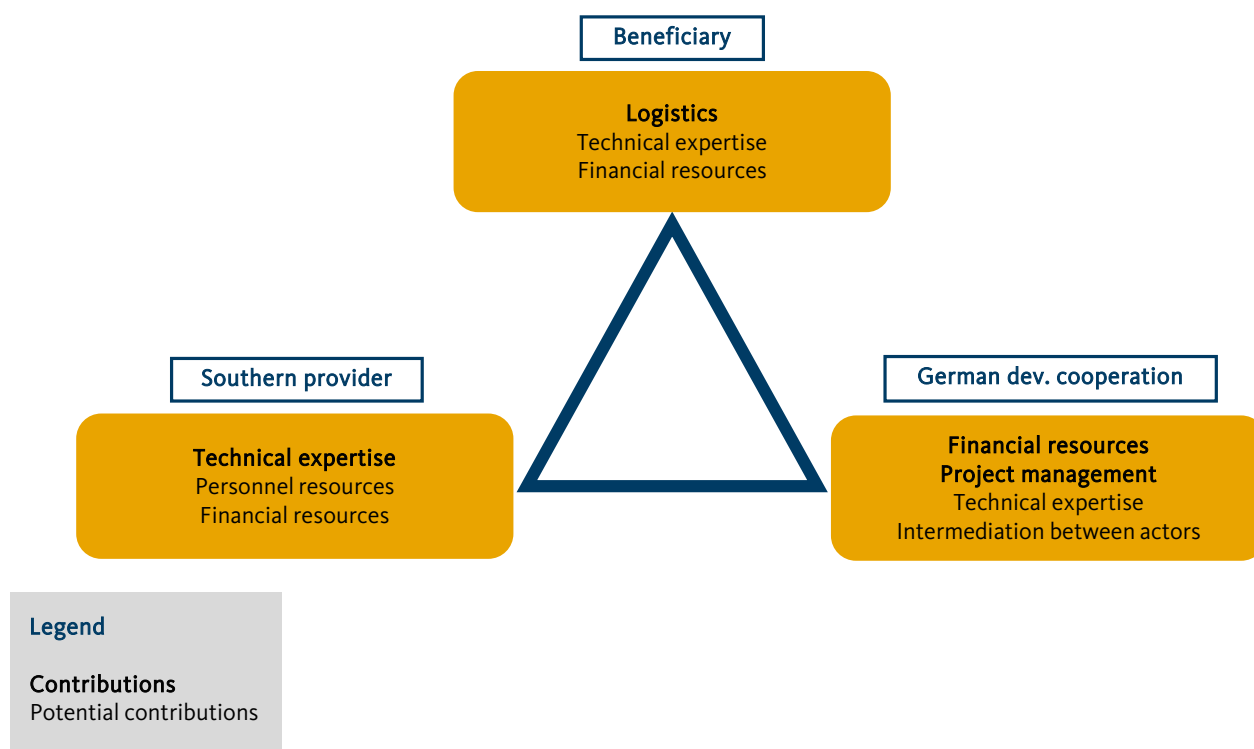 Beneficiary
Logistics
Technical expertise
Financial resources
Southern provider
Technical expertise
Personnel resources
Financial resources
German dev. cooperation
Financial resources
Project management
Technical expertise
Intermediation between actors
Legend
Contributions
Potential contributions